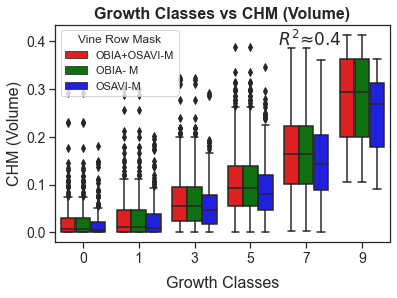 Growth Classes vs CHM (Volume)
R²≈0.4
Vine Row Mask
OBIA+OSAVI-M
OBIA- M
OSAVI-M
CHM (Volume)
0.4
0.3
0.2
0.1
0.0
0 1 3 5 7 9
Growth Classes